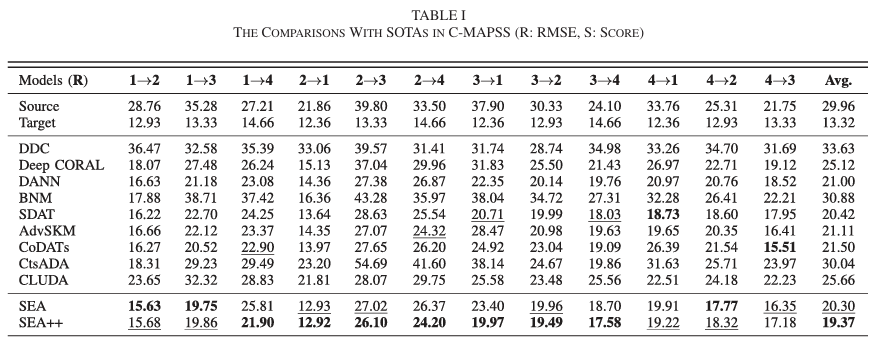 TABLE I
THE COMPARISONS WITH SOTAS IN C-MAPSS (R: RMSE, S: SCORE)
Models (R) 1→2 1→3 1→4 2→1 2→3 2→4 3→1 3→2 3→4 4→1 4→2 4→3 Avg.
Source 28.76 35.28 27.21 21.86 39.80 33.50 37.90 30.33 24.10 33.76 25.31 21.75 29.96
Target 12.93 13.33 14.66 12.36 13.33 14.66 12.36 12.93 14.66 12.36 12.93 13.33 13.32
DDC 36.47 32.58 35.39 33.06 39.57 31.41 31.74 28.74 34.98 33.26 34.70 31.69 33.63
Deep CORAL 18.07 27.48 26.24 15.13 37.04 29.96 31.83 25.50 21.43 26.97 22.71 19.12 25.12
DANN 16.63 21.18 23.08 14.36 27.38 26.87 22.35 20.14 19.76 20.97 20.76 18.52 21.00
BNM 17.88 38.71 37.42 16.36 43.28 35.97 38.04 34.72 27.31 32.28 26.41 22.21 30.88
SDAT 16.22 22.70 24.25 13.64 28.63 25.54 20.71 19.99 18.03 18.73 18.60 17.95 20.42
AdvSKM 16.66 22.12 23.37 14.35 27.07 24.32 28.47 20.98 19.63 19.65 20.35 16.41 21.11
CoDATs 16.27 20.52 22.90 13.97 27.65 26.20 24.92 23.04 19.09 26.39 21.54 15.51 21.50
CtsADA 18.31 29.23 29.49 23.20 54.69 41.60 38.14 24.67 19.86 31.63 25.71 23.97 30.04
CLUDA 23.65 32.32 28.83 21.81 28.07 29.75 25.58 23.48 25.56 22.51 24.18 22.23 25.66
SEA 15.63 19.75 25.81 12.93 27.02 26.37 23.40 19.96 18.70 19.91 17.77 16.35 20.30
SEA++ 15.68 19.86 21.90 12.92 26.10 24.20 19.97 19.49 17.58 19.22 18.32 17.18 19.37